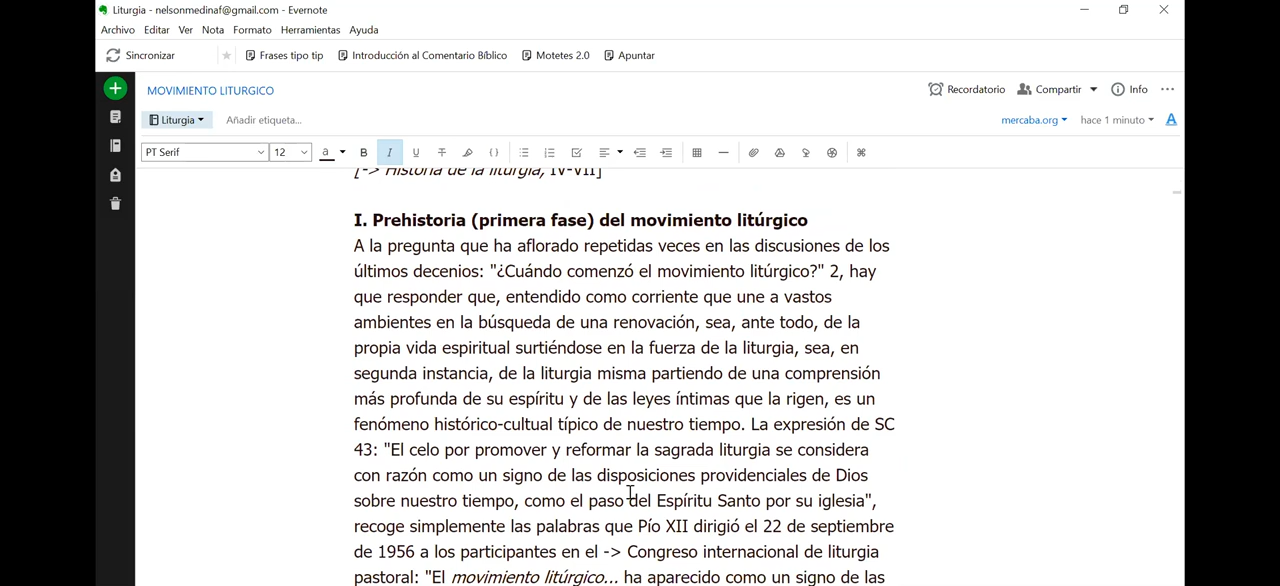 Liturgia - nelsonmedinaf@gmail.com - Evernote
Archivo Editar Ver Nota Formato Herramientas Ayuda
Sincronizar Frases tipo tip Introducción al Comentario Bíblico Motetes 2.0 Apuntar
MOVIMIENTO LITURGICO Recordatorio Compartir Info
Liturgia Añadir etiqueta... mercaba.org hace 1 minuto A
PT Serif 12 a B I U T
[-> Historia de la liturgia, IV-VII]
I. Prehistoria (primera fase) del movimiento litúrgico
A la pregunta que ha aflorado repetidas veces en las discusiones de los
últimos decenios: "¿Cuándo comenzó el movimiento litúrgico?" 2, hay
que responder que, entendido como corriente que une a vastos
ambientes en la búsqueda de una renovación, sea, ante todo, de la
propia vida espiritual surtiéndose en la fuerza de la liturgia, sea, en
segunda instancia, de la liturgia misma partiendo de una comprensión
más profunda de su espíritu y de las leyes íntimas que la rigen, es un
fenómeno histórico-cultual típico de nuestro tiempo. La expresión de SC
43: "El celo por promover y reformar la sagrada liturgia se considera
con razón como un signo de las disposiciones providenciales de Dios
sobre nuestro tiempo, como el paso del Espíritu Santo por su iglesia",
recoge simplemente las palabras que Pío XII dirigió el 22 de septiembre
de 1956 a los participantes en el -> Congreso internacional de liturgia
pastoral: "El movimiento litúrgico... ha aparecido como un signo de las